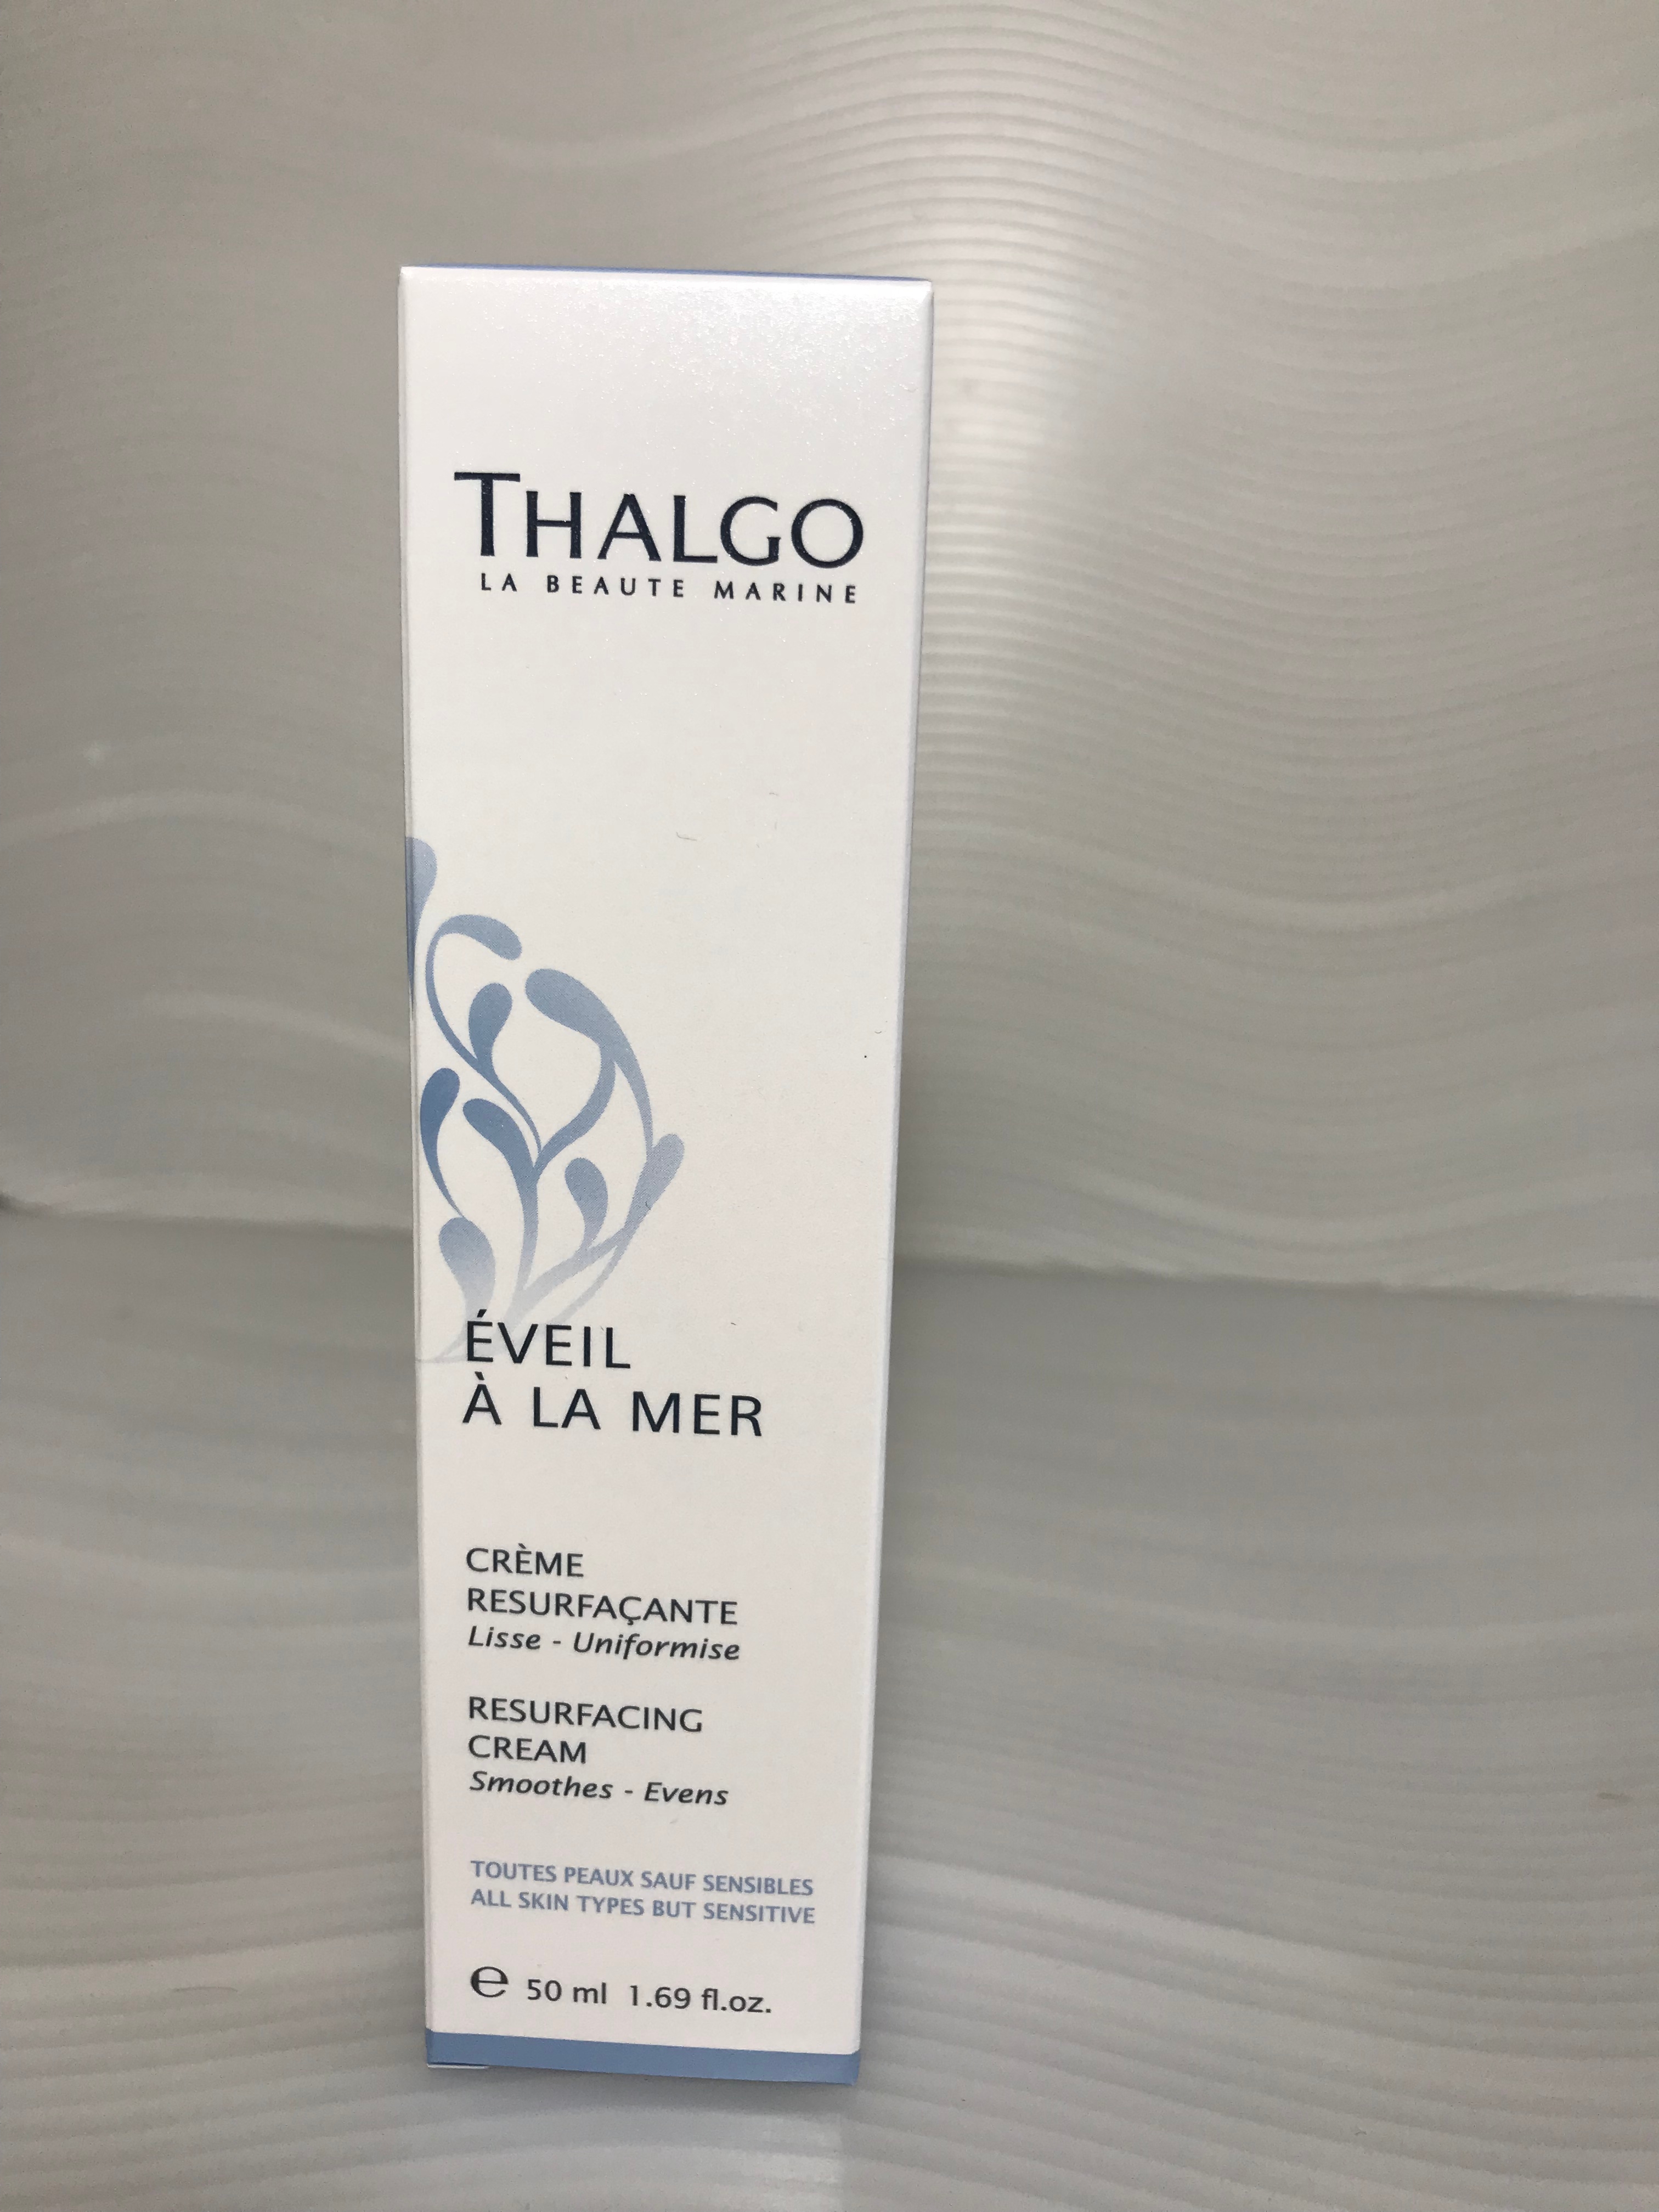 THALGO
LA BEAUTE MARINE
ÉVEIL
À LA MER
CRÈME
RESURFAÇANTE
Lisse - Uniformise
RESURFACING
CREAM
Smoothes - Evens
TOUTES PEAUX SAUF SENSIBLES
ALL SKIN TYPES BUT SENSITIVE
℮ 50 ml 1.69 fl.oz.